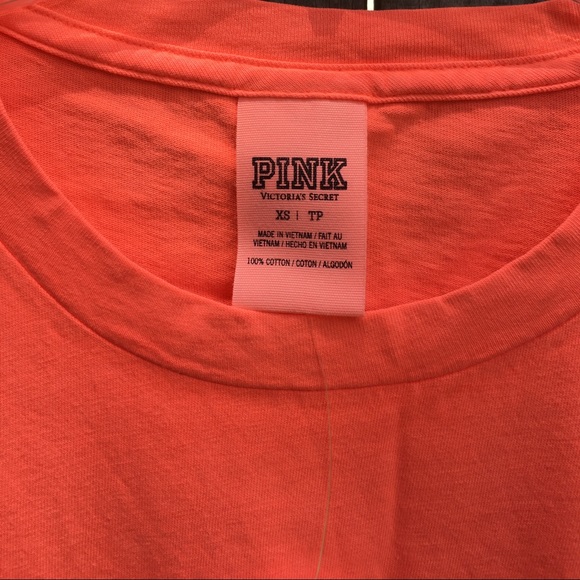 PINK
VICTORIA'S SECRET
XS | TP
MADE IN VIETNAM / FAIT AU
VIETNAM / HECHO EN VIETNAM
100% COTTON / COTON / ALGODÓN